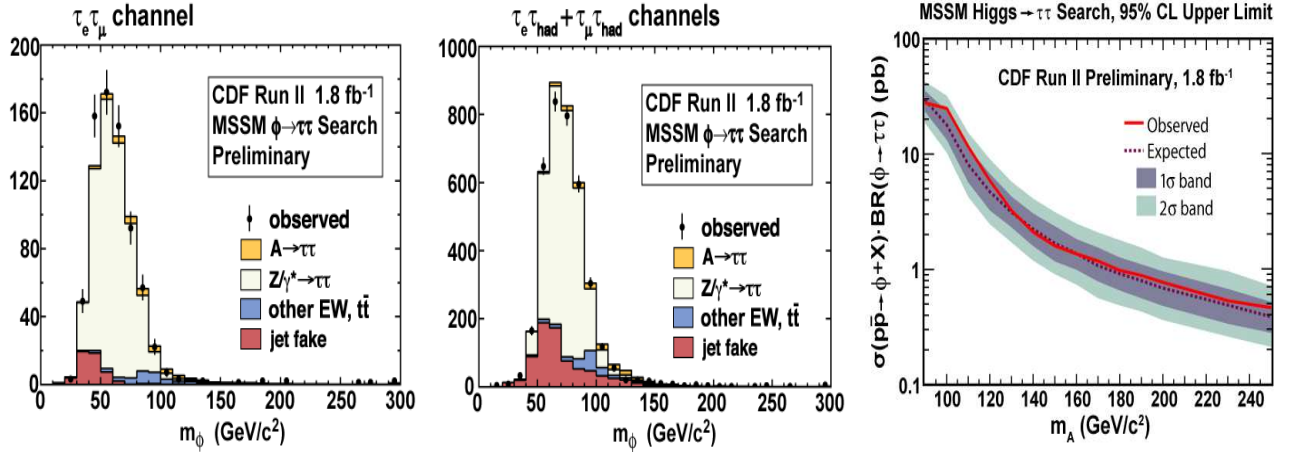 τeτμ channel
200
160
120
80
40
0
CDF Run II 1.8 fb-1
MSSM ϕ→ττ Search
Preliminary
observed
A→ττ
Z/γ*→ττ
other EW, tt̄
jet fake
0 50 100 150 200 250 300
mϕ (GeV/c2)
τeτhad+τμτhad channels
1000
800
600
400
200
0
CDF Run II 1.8 fb-1
MSSM ϕ→ττ Search
Preliminary
observed
A→ττ
Z/γ*→ττ
other EW, tt̄
jet fake
0 50 100 150 200 250 300
mϕ (GeV/c2)
MSSM Higgs→ττ Search, 95% CL Upper Limit
σ(pp̄→ϕ+X)·BR(ϕ→ττ) (pb)
100
10
1
0.1
CDF Run II Preliminary, 1.8 fb-1
Observed
Expected
1σ band
2σ band
100 120 140 160 180 200 220 240
mA (GeV/c2)